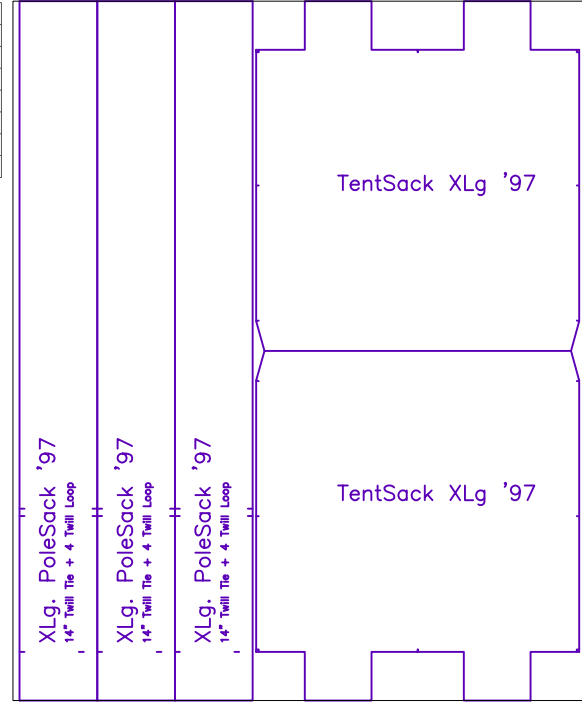 TentSack XLg '97
TentSack XLg '97
XLg. PoleSack '97
14" Twill Tie + 4 Twill Loop
XLg. PoleSack '97
14" Twill Tie + 4 Twill Loop
XLg. PoleSack '97
14" Twill Tie + 4 Twill Loop